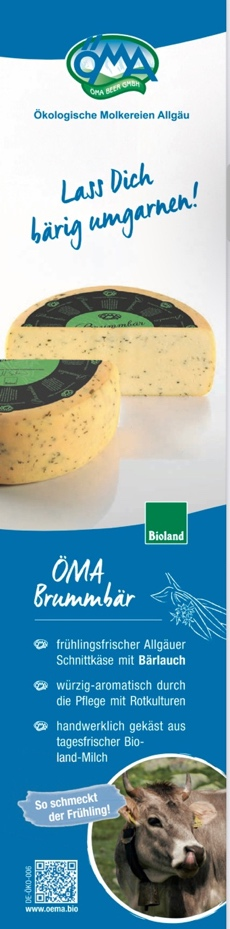 ÖMA
ÖMA BEER GMBH
Ökologische Molkereien Allgäu
Lass Dich
bärig umgarnen!
Brummbär
Bioland
ÖMA
Brummbär
frühlingsfrischer Allgäuer
Schnittkäse mit Bärlauch
würzig-aromatisch durch
die Pflege mit Rotkulturen
handwerklich gekäst aus
tagesfrischer Bio-
land-Milch
So schmeckt
der Frühling!
DE-ÖKO-006
www.oema.bio